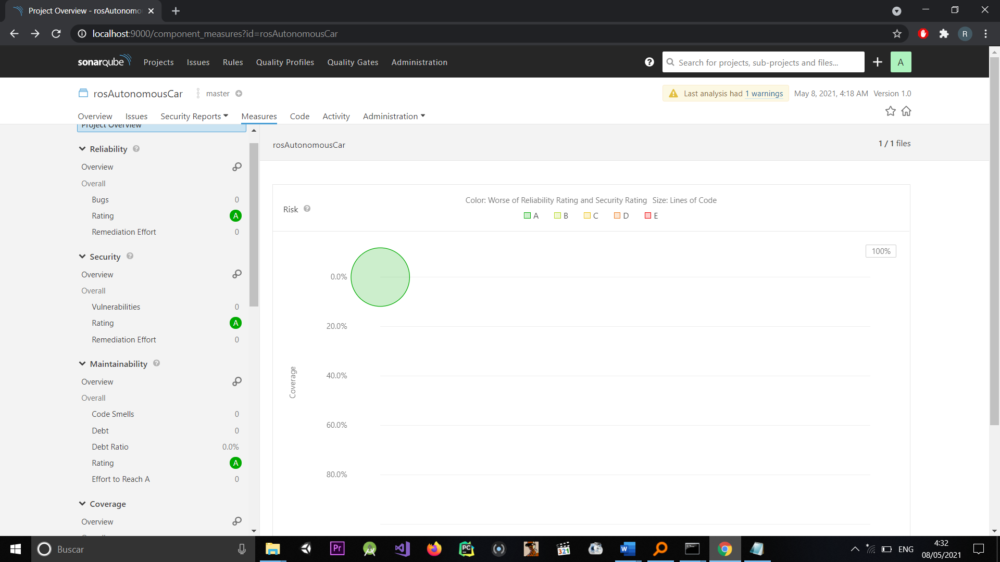 Project Overview - rosAutonomo
localhost:9000/component_measures?id=rosAutonomousCar
R
sonarqube Projects Issues Rules Quality Profiles Quality Gates Administration
Search for projects, sub-projects and files...
A
rosAutonomousCar master
Last analysis had 1 warnings May 8, 2021, 4:18 AM Version 1.0
Overview Issues Security Reports Measures Code Activity Administration
Project Overview
rosAutonomousCar
1 / 1 files
Reliability
Overview
Overall
Bugs 0
Rating A
Remediation Effort 0
Security
Overview
Overall
Vulnerabilities 0
Rating A
Remediation Effort 0
Maintainability
Overview
Overall
Code Smells 0
Debt 0
Debt Ratio 0.0%
Rating A
Effort to Reach A 0
Coverage
Overview
Risk
Color: Worse of Reliability Rating and Security Rating Size: Lines of Code
A B C D E
100%
0.0%
20.0%
40.0%
60.0%
80.0%
Coverage
Buscar
Pr
PC
321
W
ENG
4:32
08/05/2021